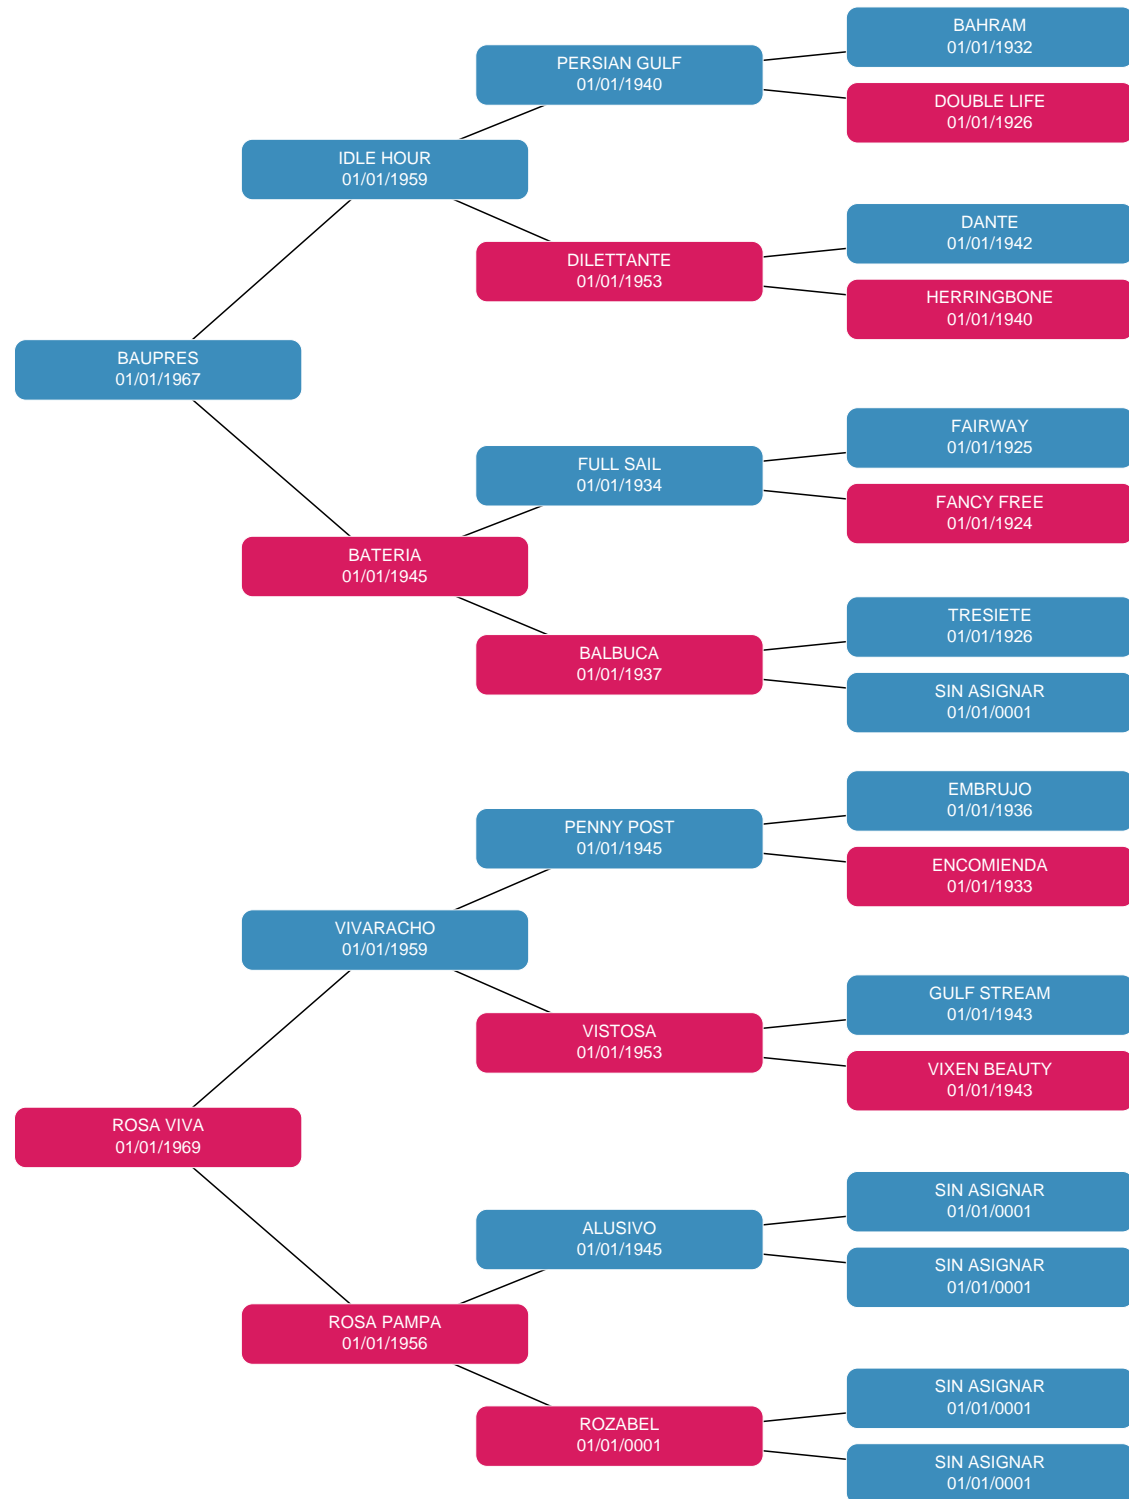 BAHRAM
01/01/1932
PERSIAN GULF
01/01/1940
DOUBLE LIFE
01/01/1926
IDLE HOUR
01/01/1959
DANTE
01/01/1942
DILETTANTE
01/01/1953
HERRINGBONE
01/01/1940
BAUPRES
01/01/1967
FAIRWAY
01/01/1925
FULL SAIL
01/01/1934
FANCY FREE
01/01/1924
BATERIA
01/01/1945
TRESIETE
01/01/1926
BALBUCA
01/01/1937
SIN ASIGNAR
01/01/0001
EMBRUJO
01/01/1936
PENNY POST
01/01/1945
ENCOMIENDA
01/01/1933
VIVARACHO
01/01/1959
GULF STREAM
01/01/1943
VISTOSA
01/01/1953
VIXEN BEAUTY
01/01/1943
ROSA VIVA
01/01/1969
SIN ASIGNAR
01/01/0001
ALUSIVO
01/01/1945
SIN ASIGNAR
01/01/0001
ROSA PAMPA
01/01/1956
SIN ASIGNAR
01/01/0001
ROZABEL
01/01/0001
SIN ASIGNAR
01/01/0001